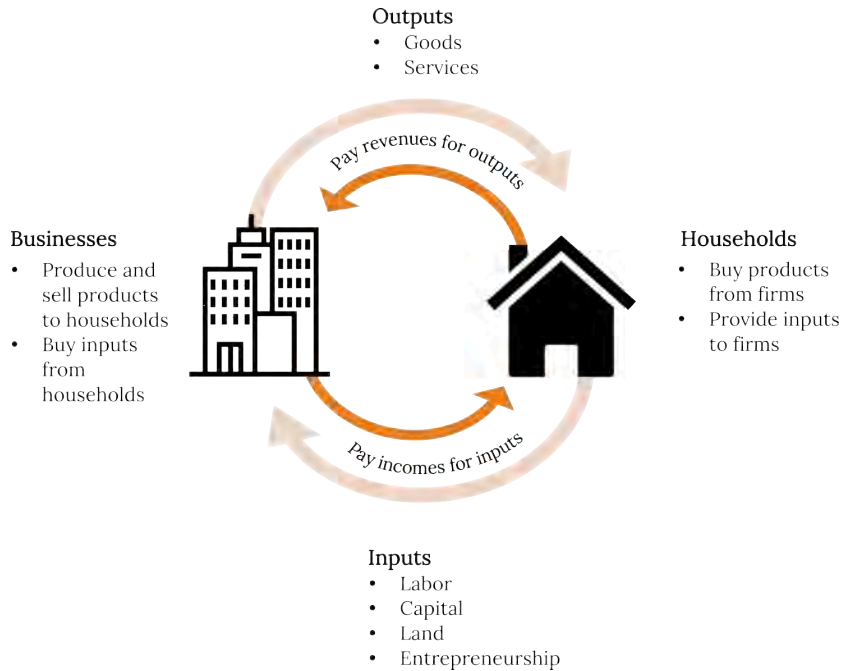 Outputs
• Goods
• Services
Pay revenues for outputs
Businesses
• Produce and
sell products
to households
• Buy inputs
from
households
Households
• Buy products
from firms
• Provide inputs
to firms
Pay incomes for inputs
Inputs
• Labor
• Capital
• Land
• Entrepreneurship